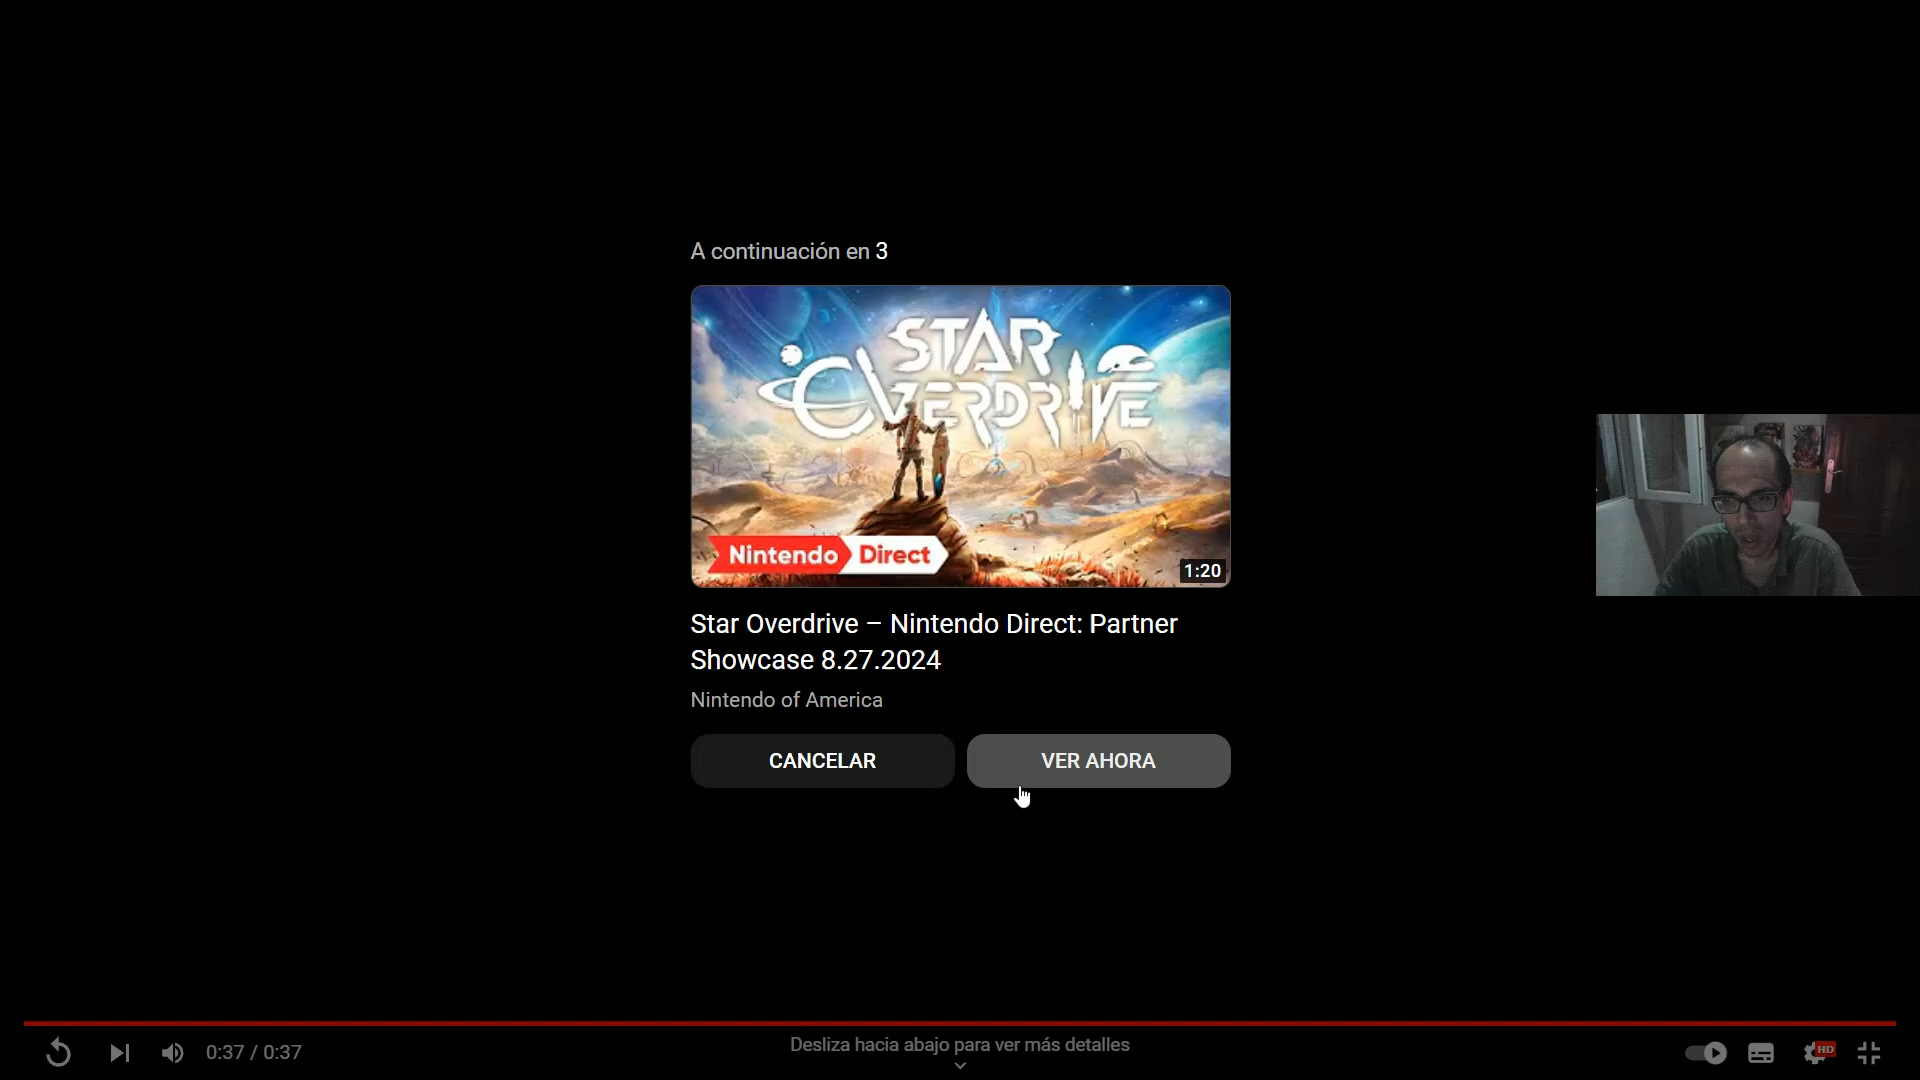 A continuación en 3
STAR
OVERDRIVE
Nintendo Direct
1:20
Star Overdrive – Nintendo Direct: Partner
Showcase 8.27.2024
Nintendo of America
CANCELAR
VER AHORA
0:37 / 0:37
Desliza hacia abajo para ver más detalles
HD